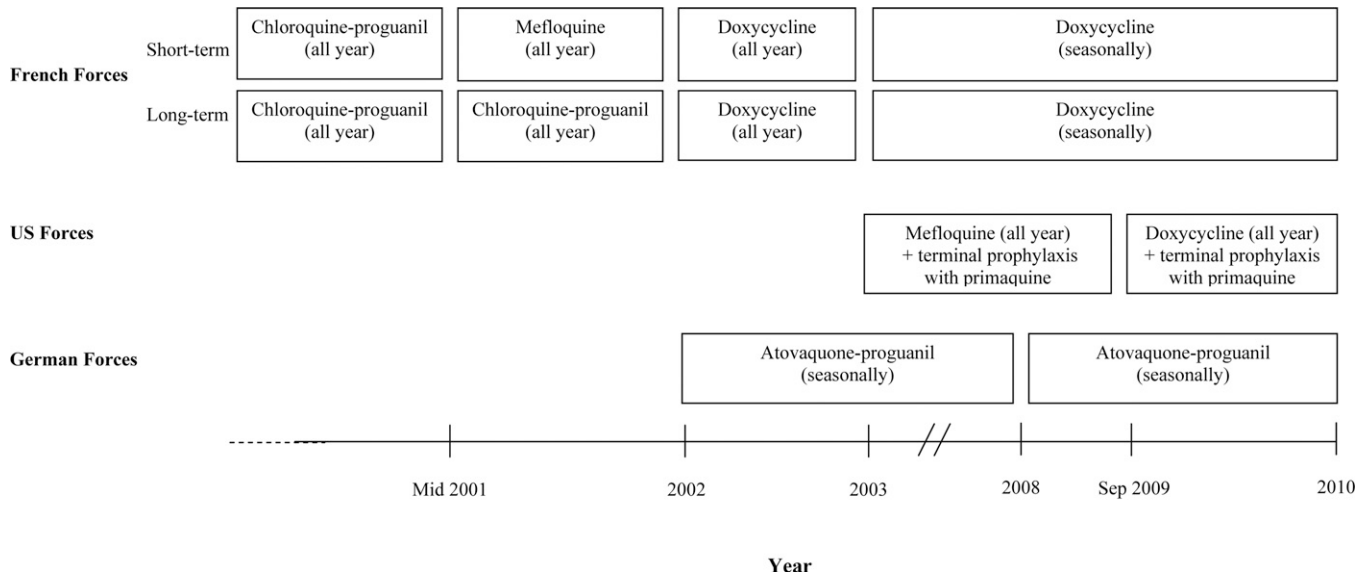 Chloroquine-proguanil
(all year)
Mefloquine
(all year)
Doxycycline
(all year)
Doxycycline
(seasonally)
Short-term
French Forces
Long-term
Chloroquine-proguanil
(all year)
Chloroquine-proguanil
(all year)
Doxycycline
(all year)
Doxycycline
(seasonally)
US Forces
Mefloquine (all year)
+ terminal prophylaxis
with primaquine
Doxycycline (all year)
+ terminal prophylaxis
with primaquine
German Forces
Atovaquone-proguanil
(seasonally)
Atovaquone-proguanil
(seasonally)
Mid 2001
2002
2003
2008
Sep 2009
2010
Year